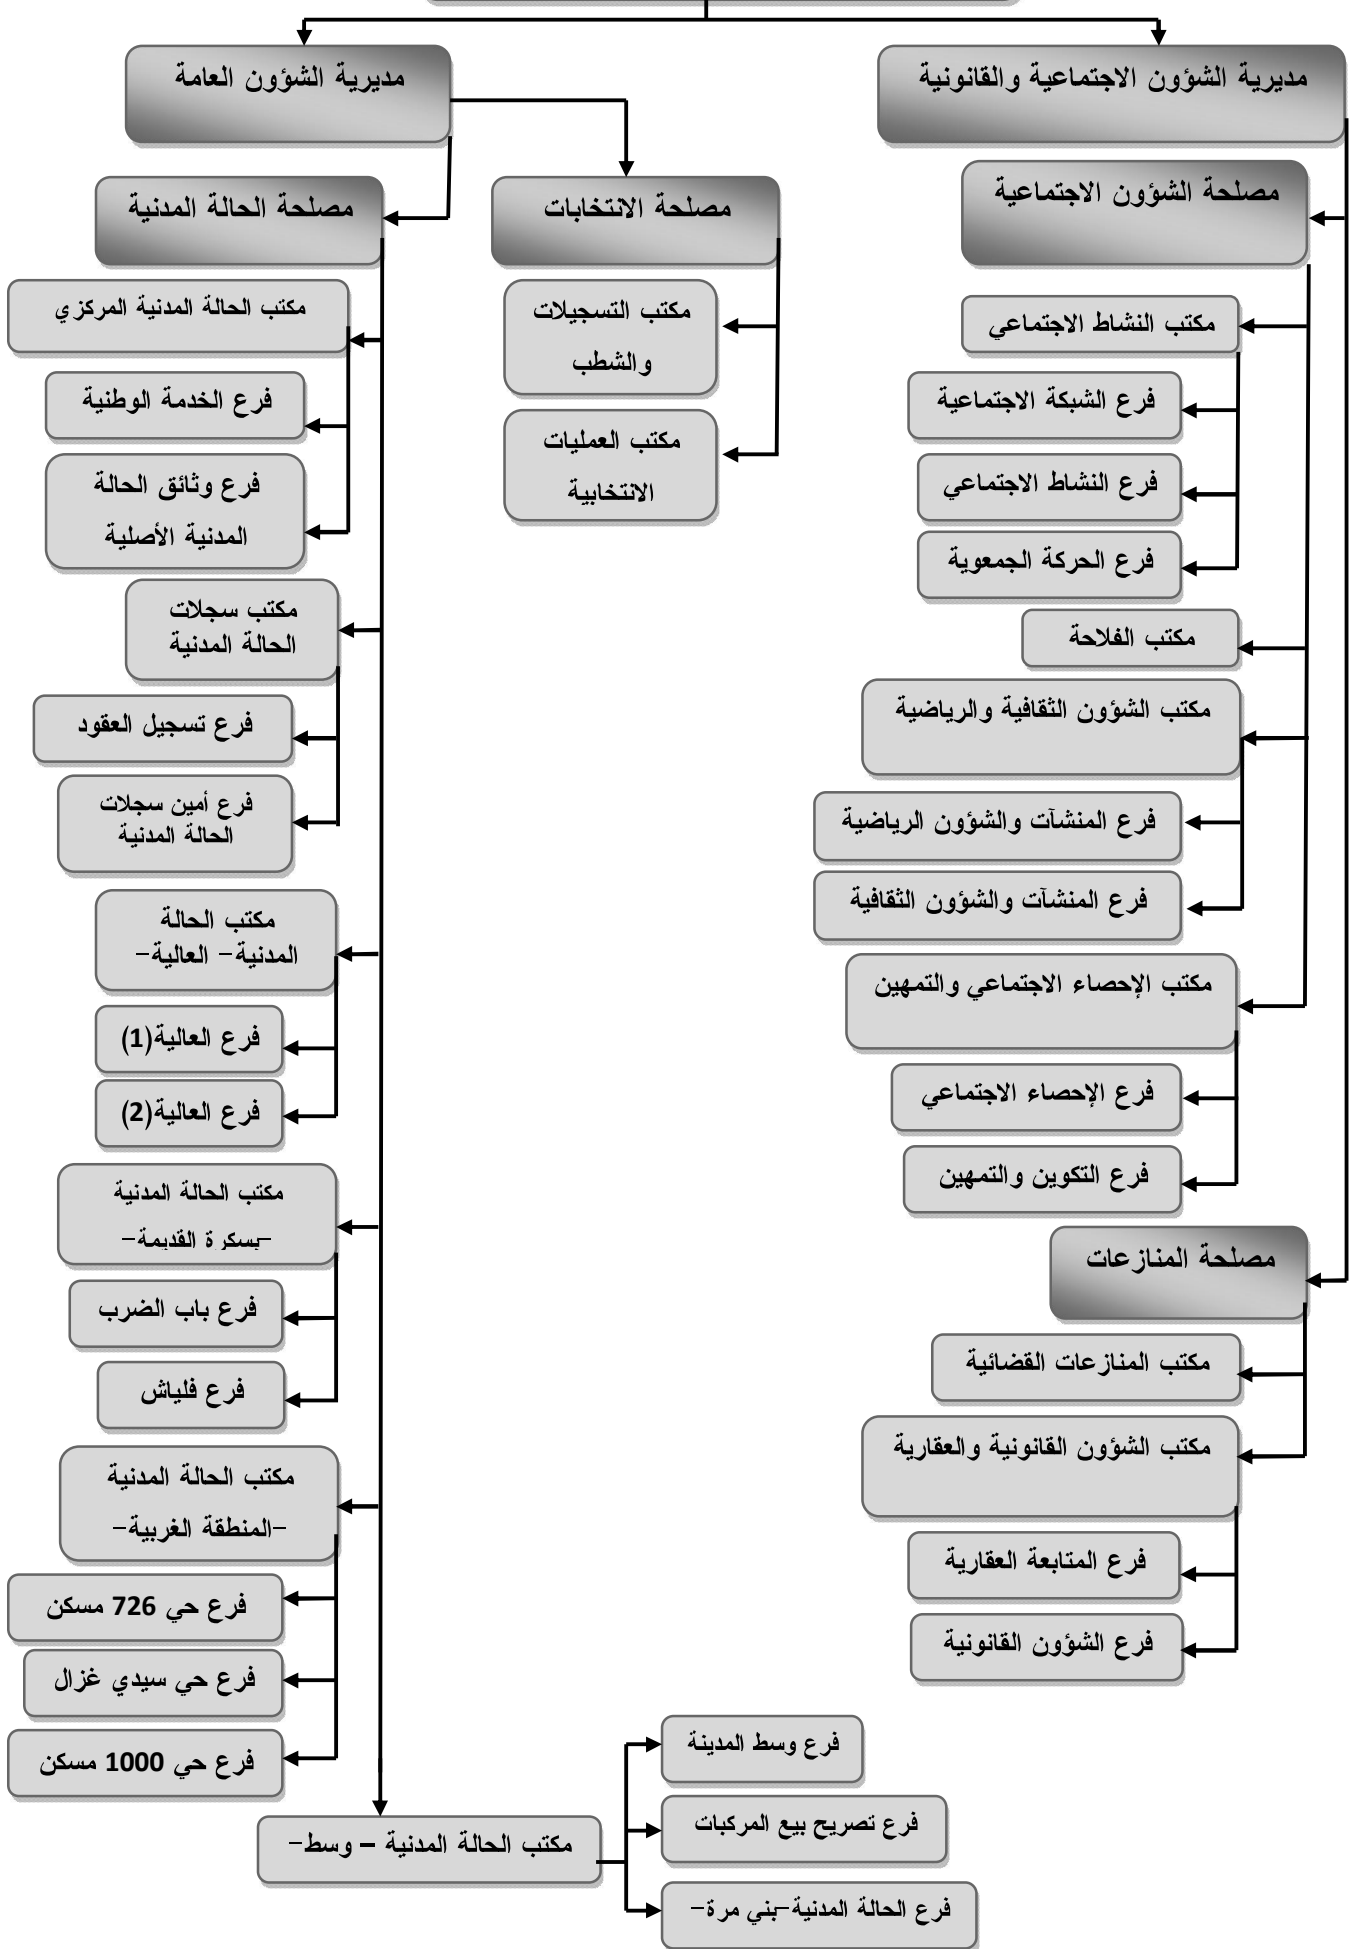 مديرية الشؤون الاجتماعية والقانونية
مصلحة الشؤون الاجتماعية
مكتب النشاط الاجتماعي
فرع الشبكة الاجتماعية
فرع النشاط الاجتماعي
فرع الحركة الجمعوية
مكتب الفلاحة
مكتب الشؤون الثقافية والرياضية
فرع المنشآت والشؤون الرياضية
فرع المنشآت والشؤون الثقافية
مكتب الإحصاء الاجتماعي والتمهين
فرع الإحصاء الاجتماعي
فرع التكوين والتمهين
مصلحة المنازعات
مكتب المنازعات القضائية
مكتب الشؤون القانونية والعقارية
فرع المتابعة العقارية
فرع الشؤون القانونية
مديرية الشؤون العامة
مصلحة الانتخابات
مكتب التسجيلات
والشطب
مكتب العمليات
الانتخابية
مصلحة الحالة المدنية
مكتب الحالة المدنية المركزي
فرع الخدمة الوطنية
فرع وثائق الحالة
المدنية الأصلية
مكتب سجلات
الحالة المدنية
فرع تسجيل العقود
فرع أمين سجلات
الحالة المدنية
مكتب الحالة
المدنية- العالية-
فرع العالية(1)
فرع العالية(2)
مكتب الحالة المدنية
-بسكرة القديمة-
فرع باب الضرب
فرع فلياش
مكتب الحالة المدنية
-المنطقة الغربية-
فرع حي 726 مسكن
فرع حي سيدي غزال
فرع حي 1000 مسكن
مكتب الحالة المدنية – وسط-
فرع وسط المدينة
فرع تصريح بيع المركبات
فرع الحالة المدنية-بني مرة-